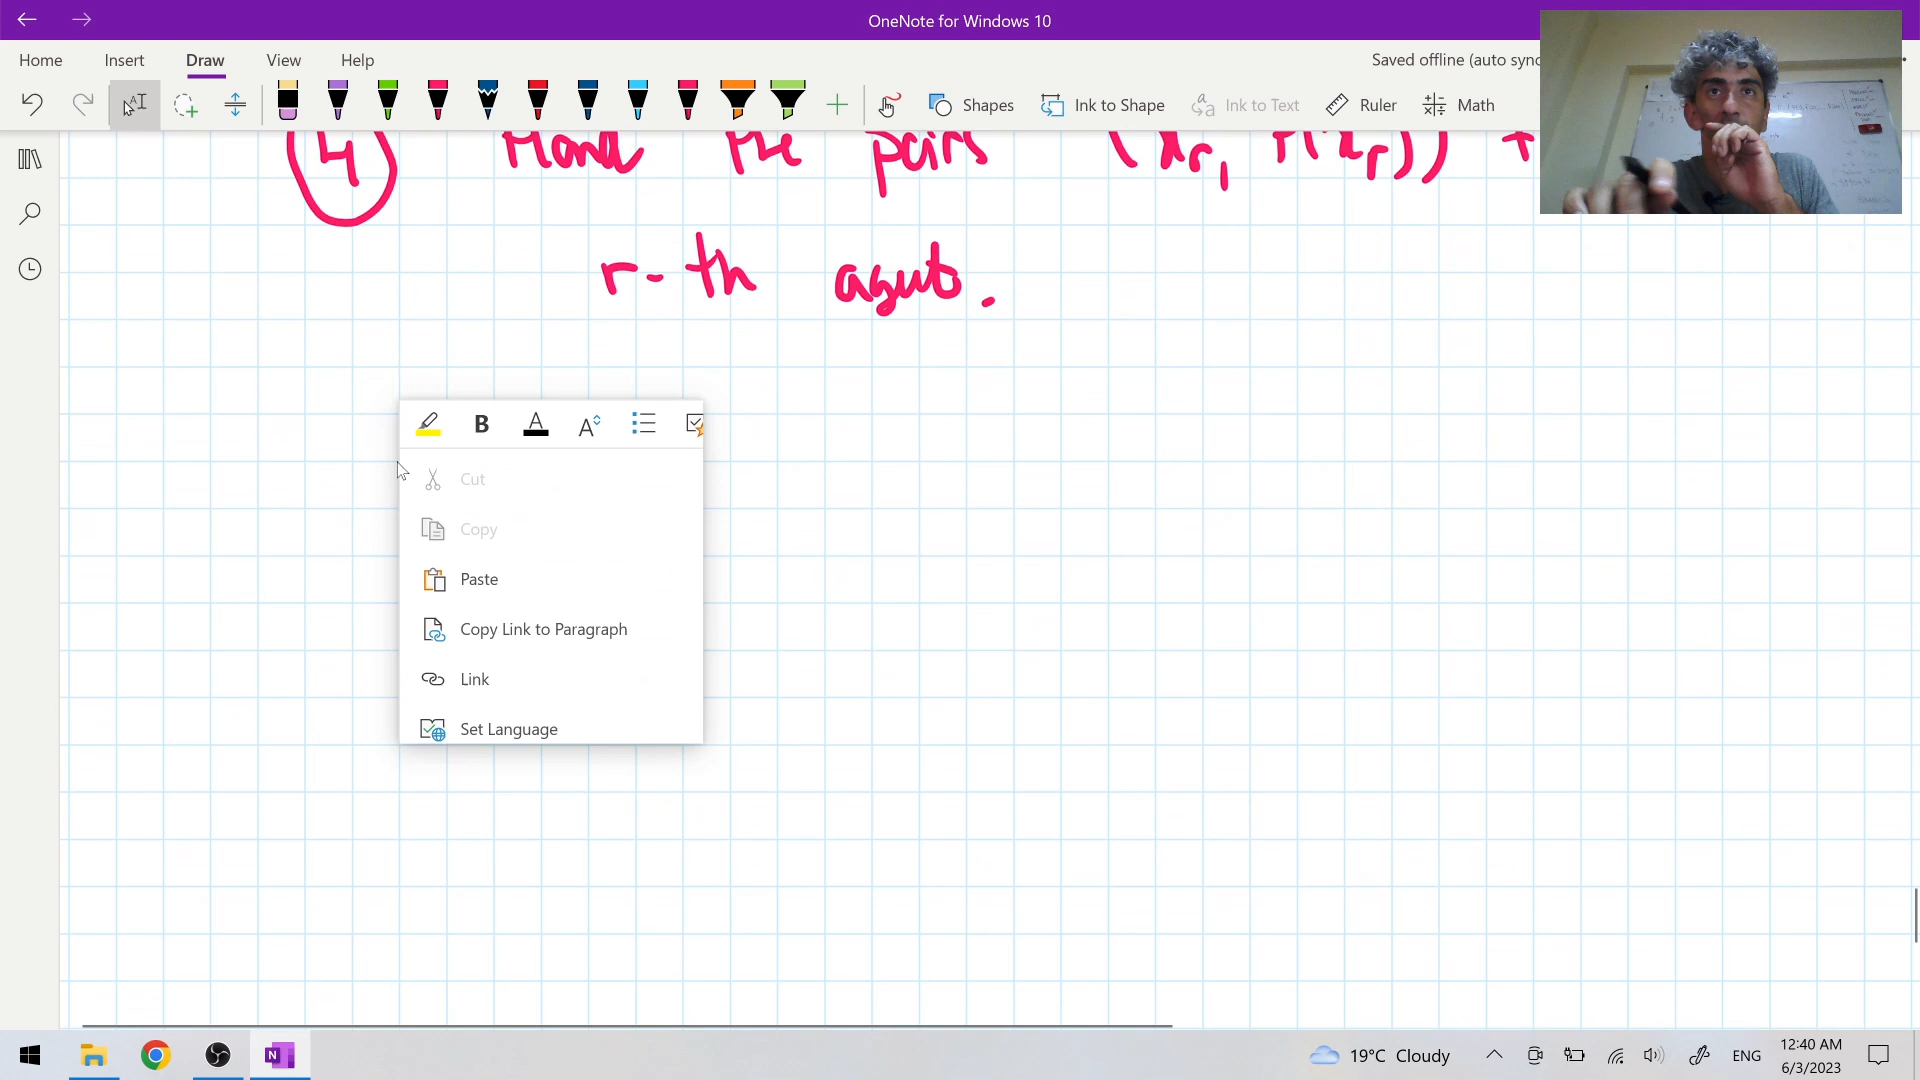 OneNote for Windows 10
Home Insert Draw View Help
Saved offline (auto sync
Shapes Ink to Shape Ink to Text Ruler Math
4 Hand the pairs (xr, f(xr)) t
r-th agents.
B A A
Cut
Copy
Paste
Copy Link to Paragraph
Link
Set Language
N 19°C Cloudy ENG 12:40 AM
6/3/2023